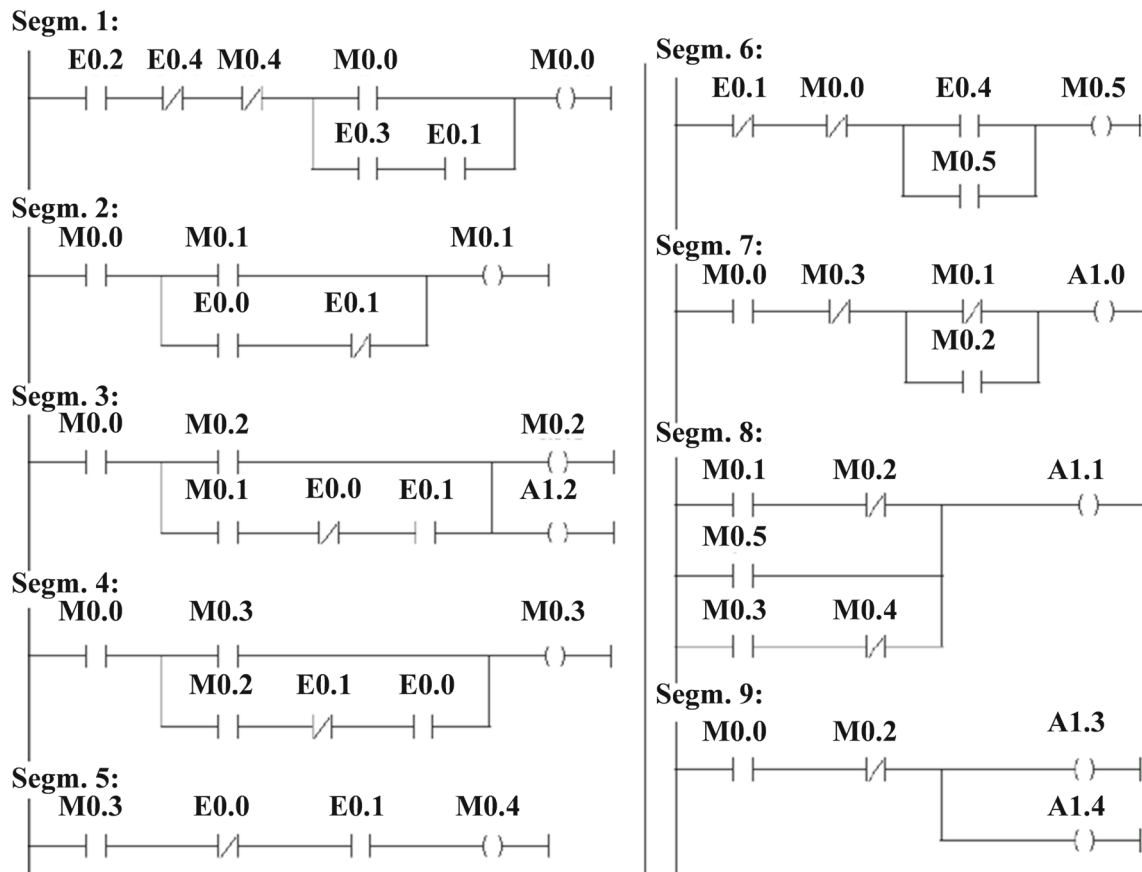 Segm. 1:
E0.2 E0.4 M0.4 M0.0 M0.0
E0.3 E0.1
Segm. 2:
M0.0 M0.1 M0.1
E0.0 E0.1
Segm. 3:
M0.0 M0.2 M0.2
M0.1 E0.0 E0.1 A1.2
Segm. 4:
M0.0 M0.3 M0.3
M0.2 E0.1 E0.0
Segm. 5:
M0.3 E0.0 E0.1 M0.4
Segm. 6:
E0.1 M0.0 E0.4 M0.5
M0.5
Segm. 7:
M0.0 M0.3 M0.1 A1.0
M0.2
Segm. 8:
M0.1 M0.2 A1.1
M0.5
M0.3 M0.4
Segm. 9:
M0.0 M0.2 A1.3
A1.4